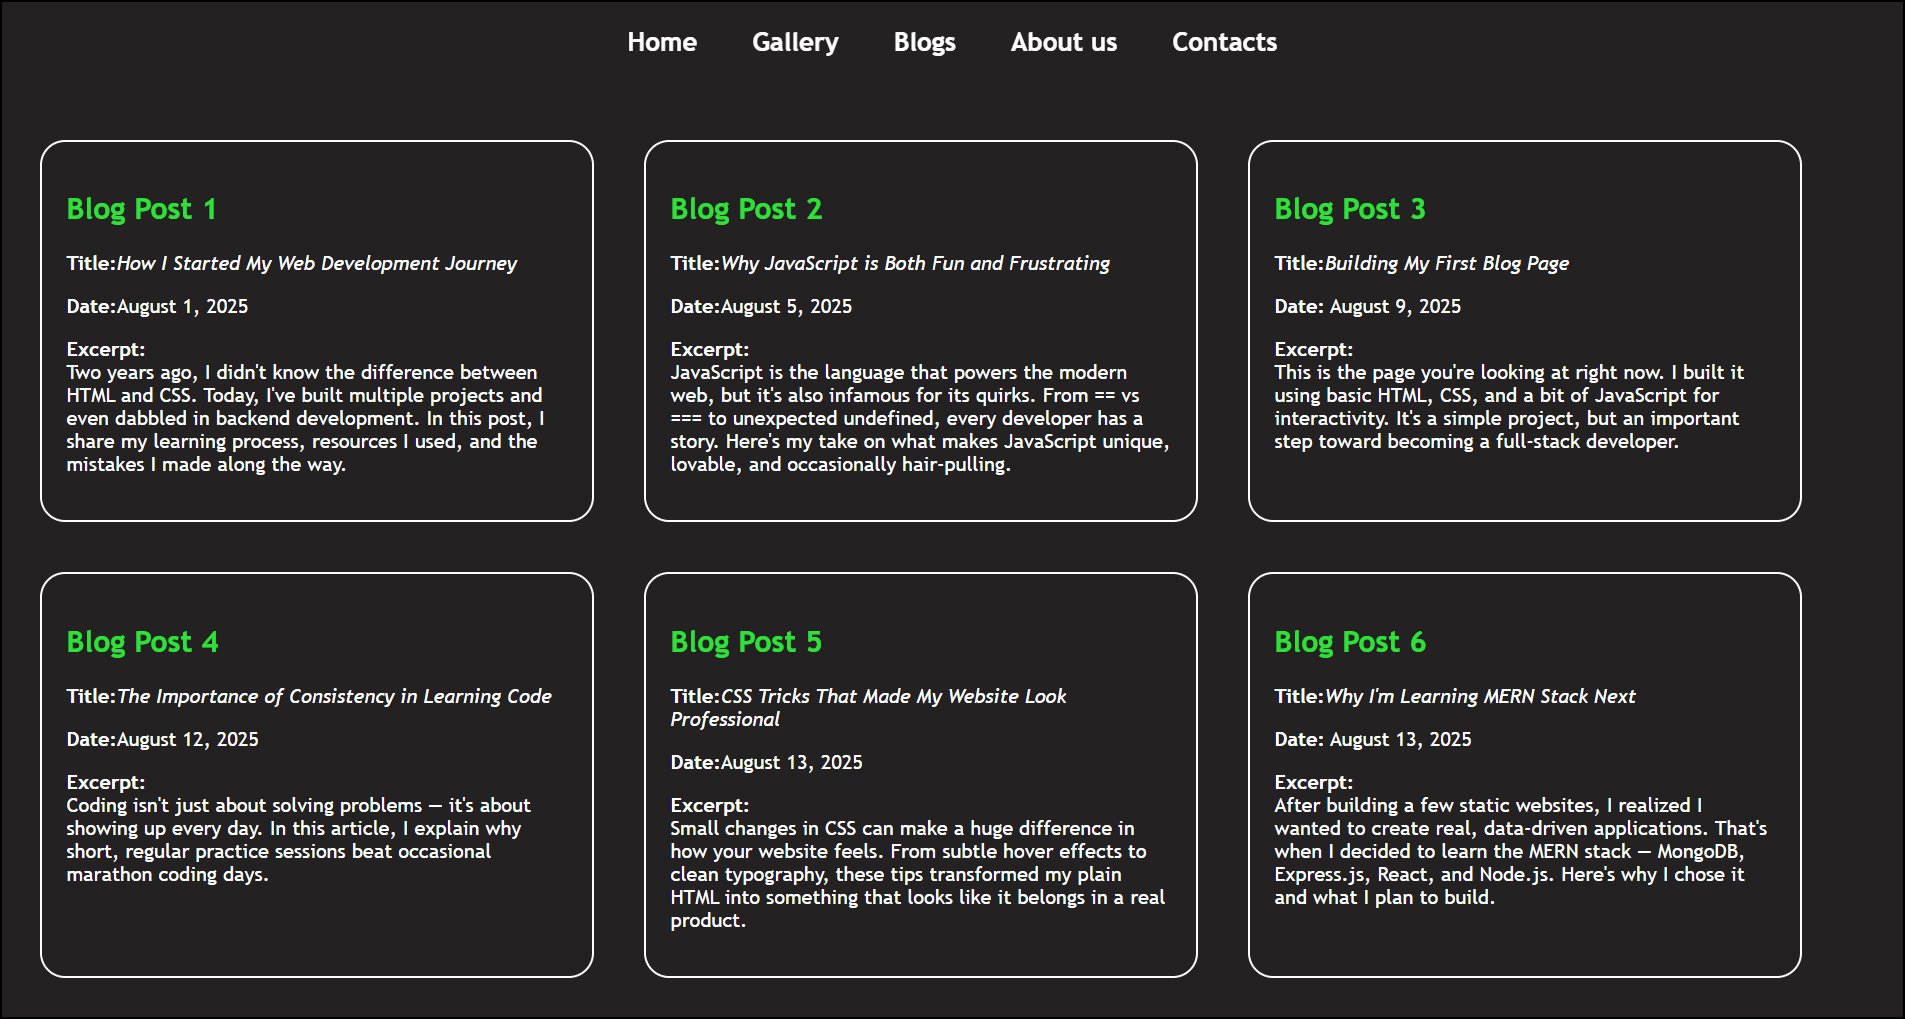 Home Gallery Blogs About us Contacts
Blog Post 1
Title:How I Started My Web Development Journey
Date:August 1, 2025
Excerpt:
Two years ago, I didn't know the difference between
HTML and CSS. Today, I've built multiple projects and
even dabbled in backend development. In this post, I
share my learning process, resources I used, and the
mistakes I made along the way.
Blog Post 2
Title:Why JavaScript is Both Fun and Frustrating
Date:August 5, 2025
Excerpt:
JavaScript is the language that powers the modern
web, but it's also infamous for its quirks. From == vs
=== to unexpected undefined, every developer has a
story. Here's my take on what makes JavaScript unique,
lovable, and occasionally hair-pulling.
Blog Post 3
Title:Building My First Blog Page
Date: August 9, 2025
Excerpt:
This is the page you're looking at right now. I built it
using basic HTML, CSS, and a bit of JavaScript for
interactivity. It's a simple project, but an important
step toward becoming a full-stack developer.
Blog Post 4
Title:The Importance of Consistency in Learning Code
Date:August 12, 2025
Excerpt:
Coding isn't just about solving problems — it's about
showing up every day. In this article, I explain why
short, regular practice sessions beat occasional
marathon coding days.
Blog Post 5
Title:CSS Tricks That Made My Website Look
Professional
Date:August 13, 2025
Excerpt:
Small changes in CSS can make a huge difference in
how your website feels. From subtle hover effects to
clean typography, these tips transformed my plain
HTML into something that looks like it belongs in a real
product.
Blog Post 6
Title:Why I'm Learning MERN Stack Next
Date: August 13, 2025
Excerpt:
After building a few static websites, I realized I
wanted to create real, data-driven applications. That's
when I decided to learn the MERN stack — MongoDB,
Express.js, React, and Node.js. Here's why I chose it
and what I plan to build.